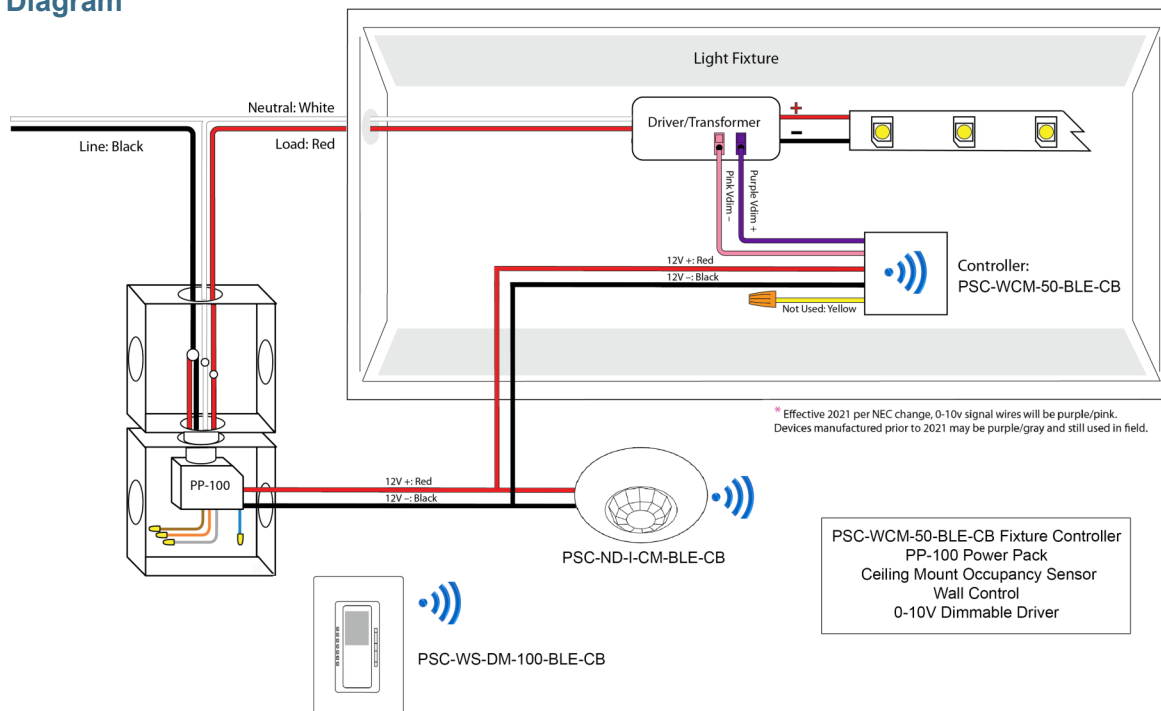 Diagram
Light Fixture
Neutral: White
Line: Black
Load: Red
Driver/Transformer
+
–
Pink Vdim –
Purple Vdim +
12V +: Red
12V –: Black
Not Used: Yellow
Controller:
PSC-WCM-50-BLE-CB
* Effective 2021 per NEC change, 0-10v signal wires will be purple/pink.
Devices manufactured prior to 2021 may be purple/gray and still used in field.
PP-100
12V +: Red
12V –: Black
PSC-ND-I-CM-BLE-CB
PSC-WS-DM-100-BLE-CB
PSC-WCM-50-BLE-CB Fixture Controller
PP-100 Power Pack
Ceiling Mount Occupancy Sensor
Wall Control
0-10V Dimmable Driver